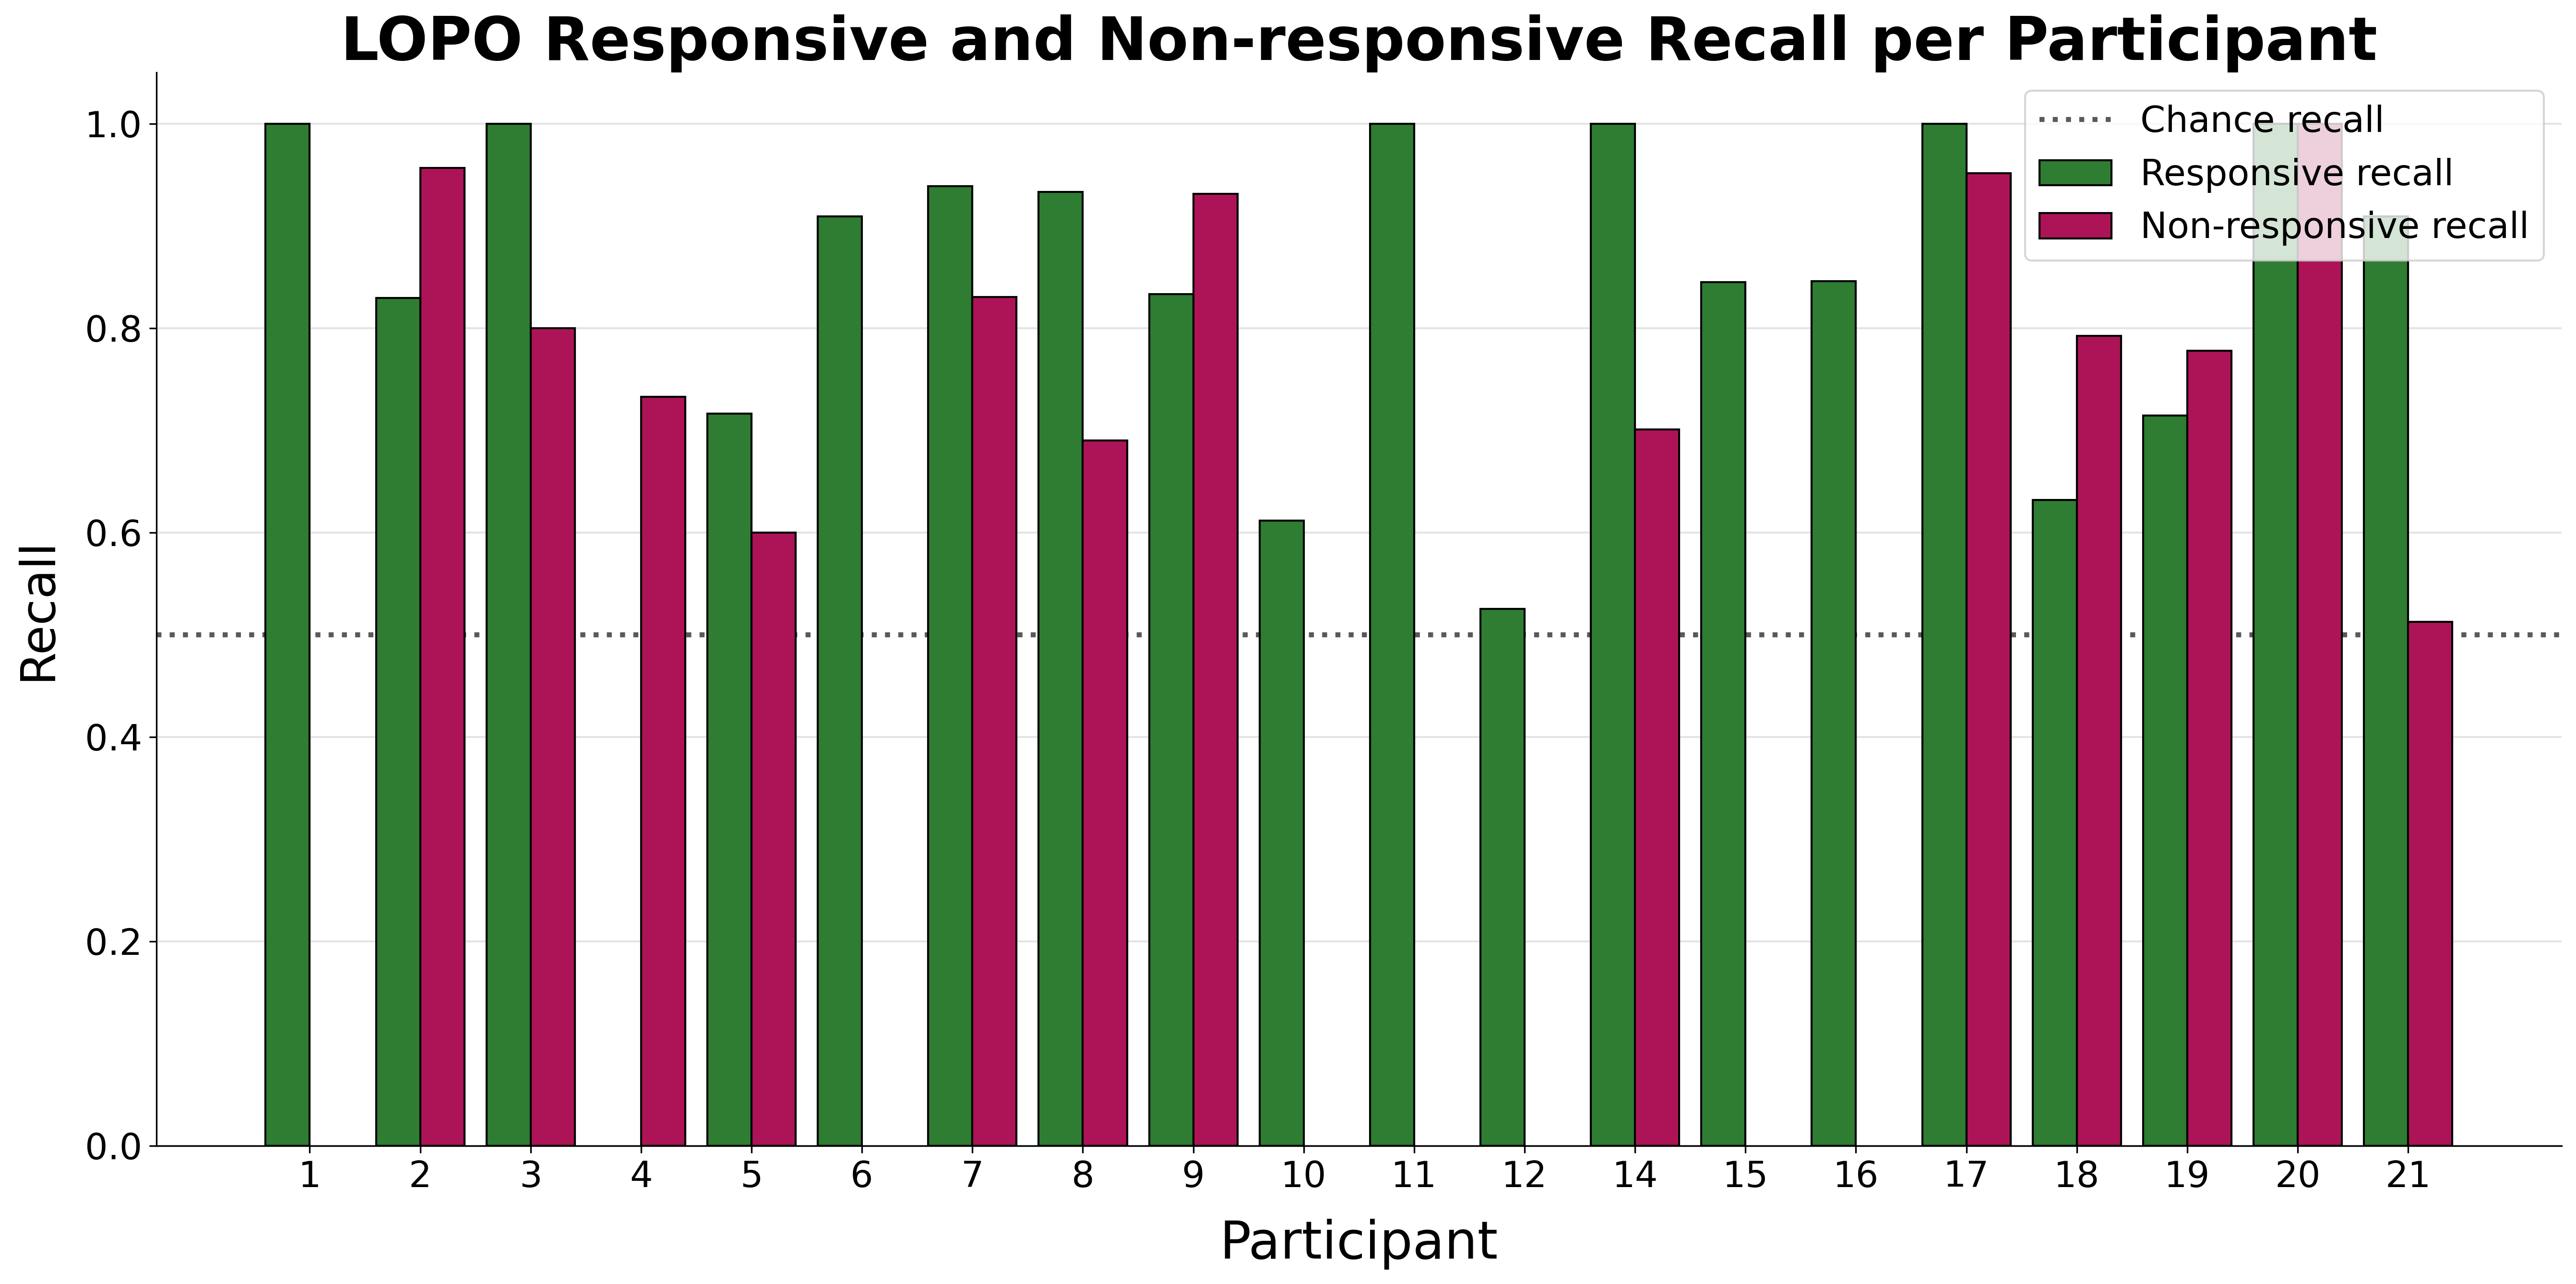 LOPO Responsive and Non-responsive Recall per Participant
Chance recall
Responsive recall
Non-responsive recall
1.0
0.8
0.6
0.4
0.2
0.0
Recall
1 2 3 4 5 6 7 8 9 10 11 12 14 15 16 17 18 19 20 21
Participant